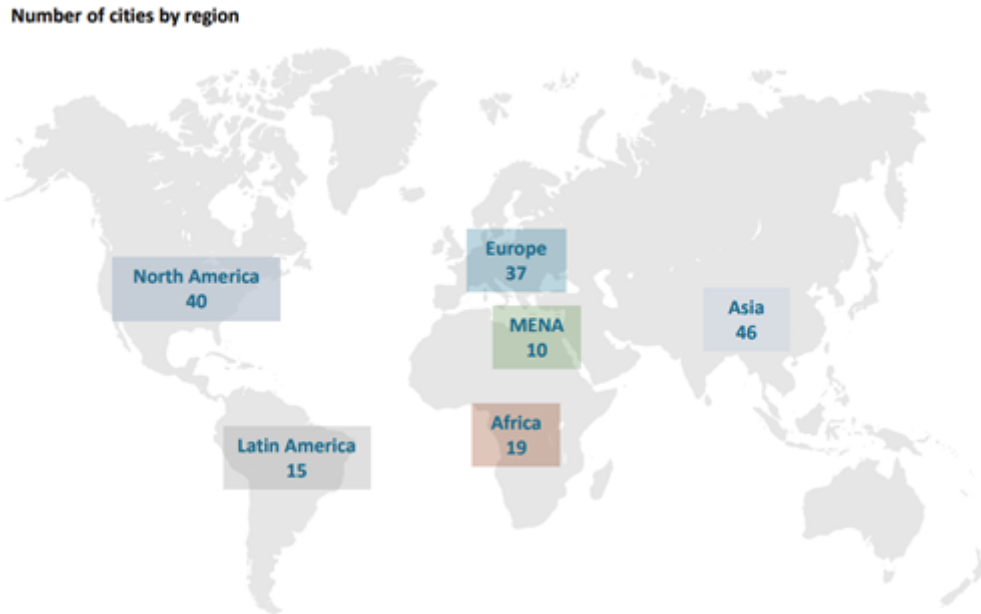 Number of cities by region
Europe
37
North America
40
MENA
10
Asia
46
Africa
19
Latin America
15